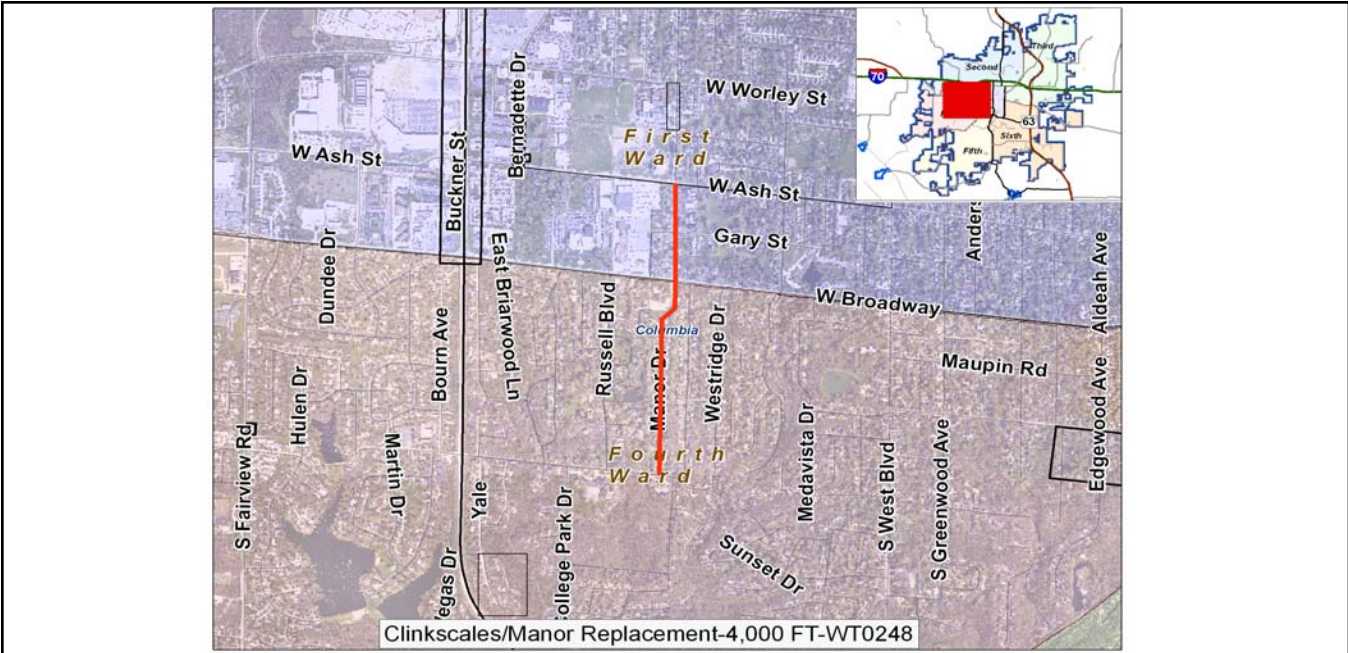 Second
Third
70
63
Sixth
Fifth
W Worley St
Bernadette Dr
First
Ward
W Ash St
Buckner St
W Ash St
Gary St
Anders
Dundee Dr
East Briarwood Ln
W Broadway
Aldeah Ave
Russell Blvd
Columbia
Westridge Dr
Bourn Ave
Manor Dr
Maupin Rd
Hulen Dr
S Fairview Rd
Martin Dr
Fourth
Ward
Medavista Dr
S West Blvd
S Greenwood Ave
Edgewood Ave
Yale
College Park Dr
Sunset Dr
Vegas Dr
Clinkscales/Manor Replacement-4,000 FT-WT0248